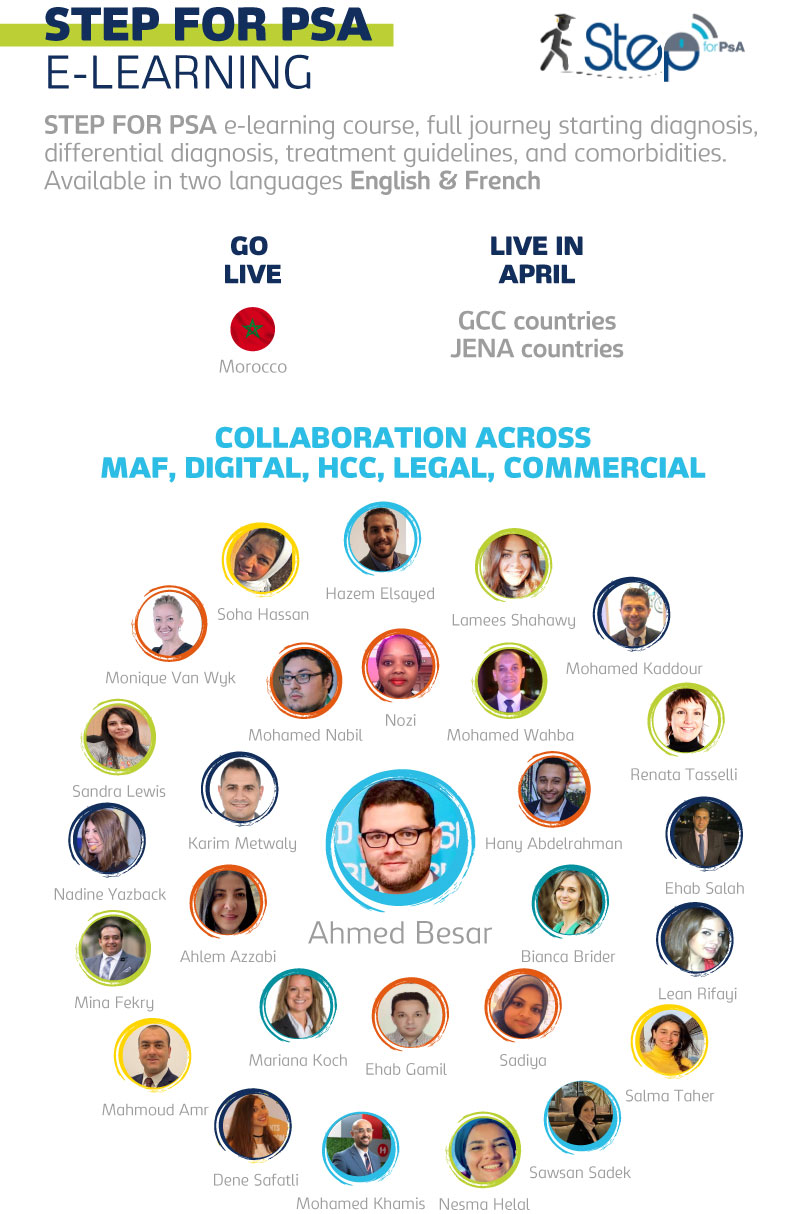 STEP FOR PSA
E-LEARNING
Step for PsA
STEP FOR PSA e-learning course, full journey starting diagnosis,
differential diagnosis, treatment guidelines, and comorbidities.
Available in two languages English & French
GO
LIVE
Morocco
LIVE IN
APRIL
GCC countries
JENA countries
COLLABORATION ACROSS
MAF, DIGITAL, HCC, LEGAL, COMMERCIAL
Hazem Elsayed
Soha Hassan
Lamees Shahawy
Monique Van Wyk
Mohamed Kaddour
Mohamed Nabil
Nozi
Mohamed Wahba
Sandra Lewis
Renata Tasselli
Karim Metwaly
Hany Abdelrahman
Nadine Yazback
Ehab Salah
Ahlem Azzabi
Ahmed Besar
Bianca Brider
Mina Fekry
Lean Rifayi
Mariana Koch
Ehab Gamil
Sadiya
Mahmoud Amr
Salma Taher
Dene Safatli
Mohamed Khamis
Nesma Helal
Sawsan Sadek